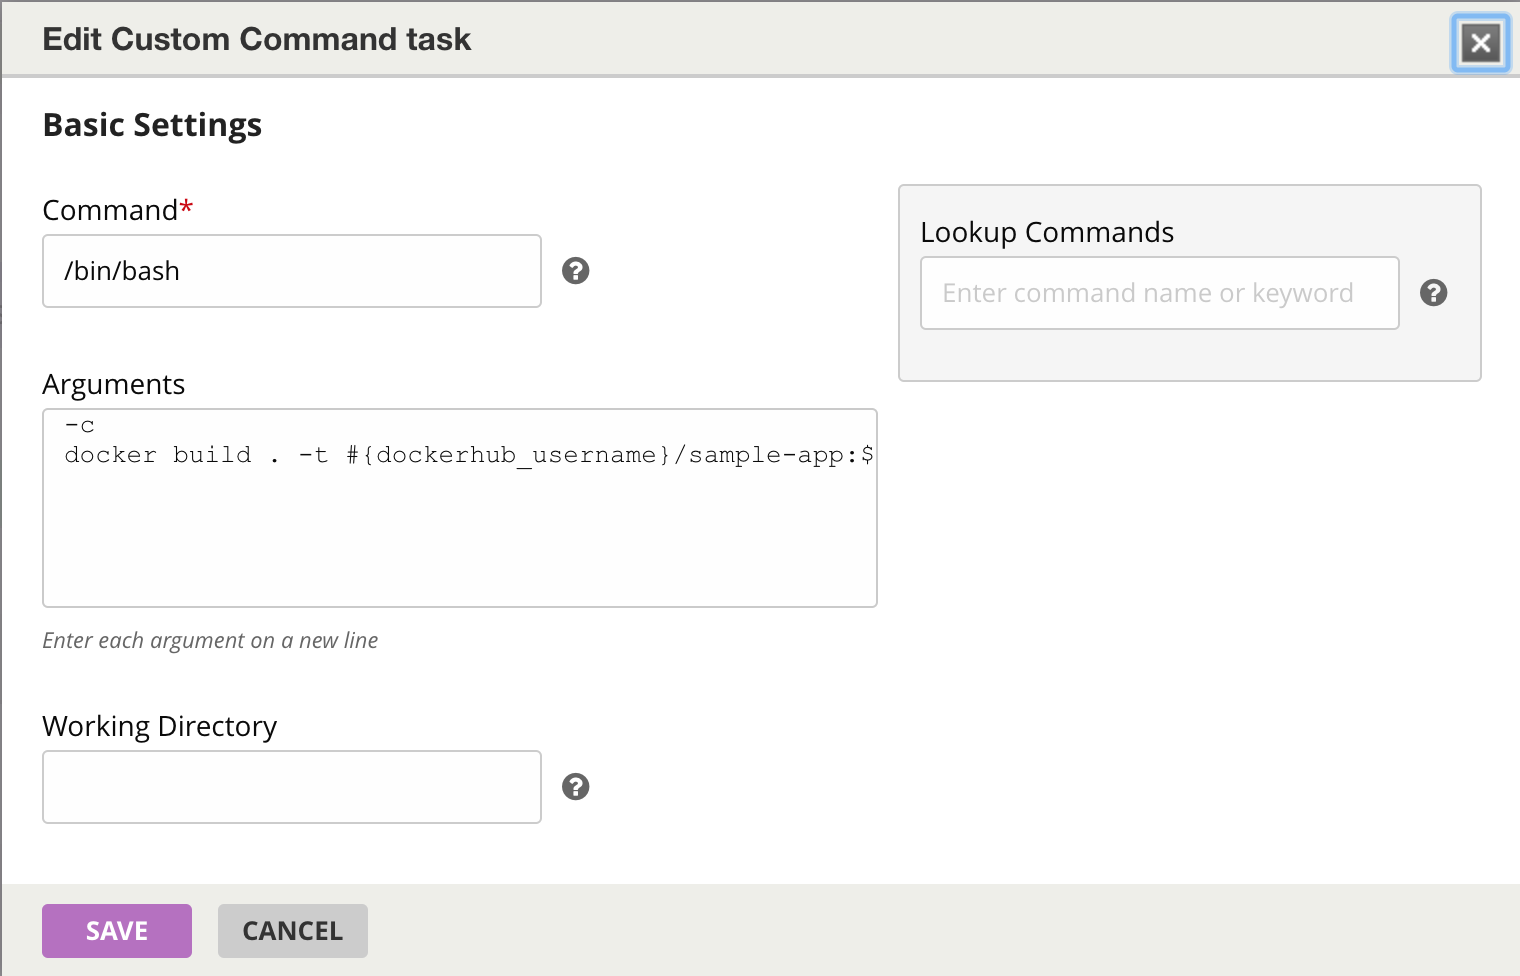 Edit Custom Command task
Basic Settings
Command*
/bin/bash
Lookup Commands
Enter command name or keyword
Arguments
-c
docker build . -t #{dockerhub_username}/sample-app:$
Enter each argument on a new line
Working Directory
SAVE
CANCEL